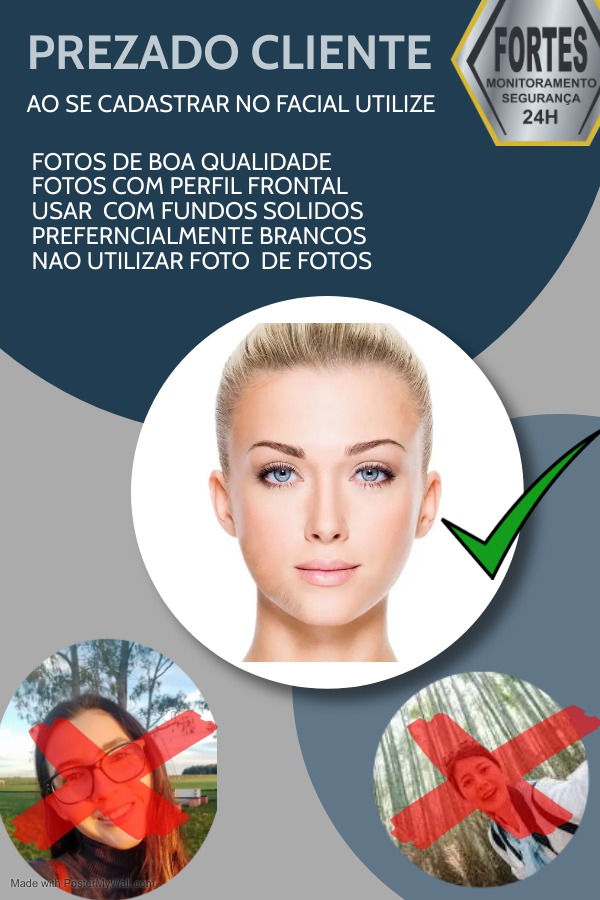 PREZADO CLIENTE
FORTES
MONITORAMENTO
SEGURANÇA
24H
AO SE CADASTRAR NO FACIAL UTILIZE
FOTOS DE BOA QUALIDADE
FOTOS COM PERFIL FRONTAL
USAR COM FUNDOS SOLIDOS
PREFERNCIALMENTE BRANCOS
NAO UTILIZAR FOTO DE FOTOS
Made with PosterMyWall.com